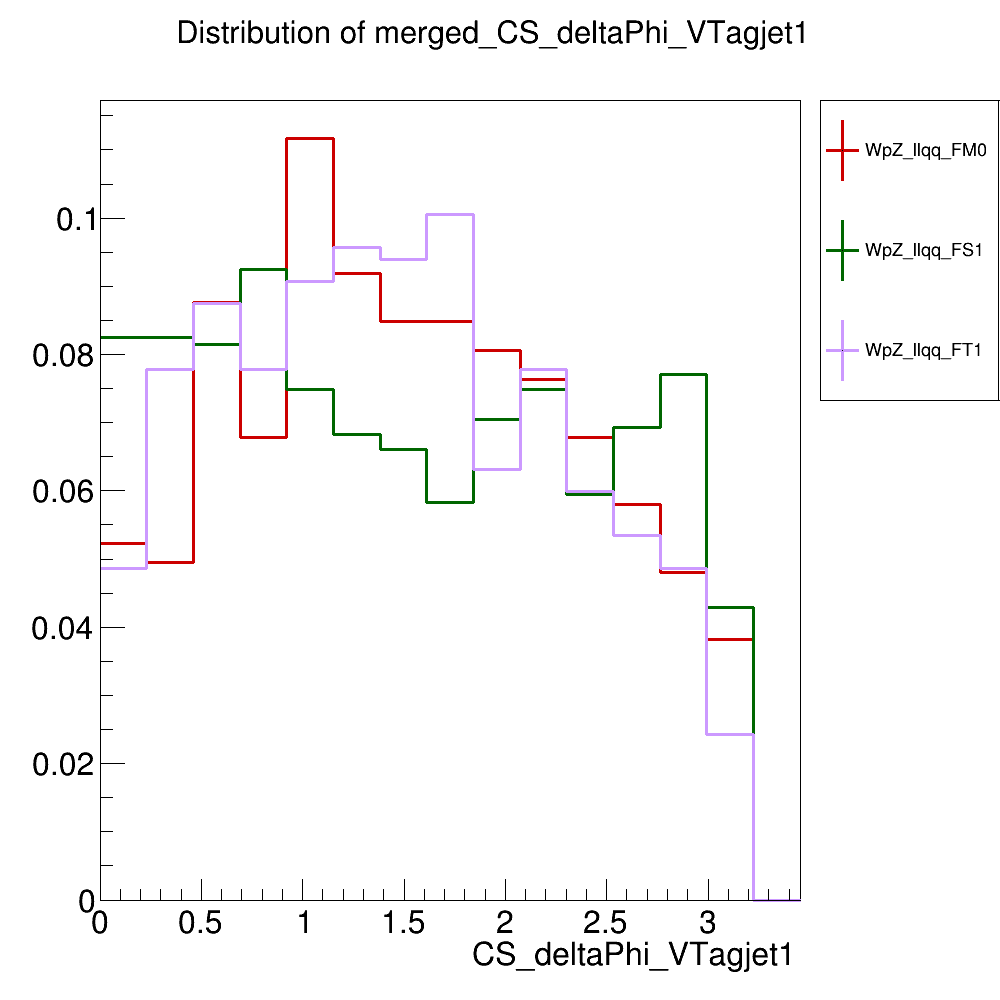 Distribution of merged_CS_deltaPhi_VTagjet1
WpZ_llqq_FM0
WpZ_llqq_FS1
WpZ_llqq_FT1
0.1
0.08
0.06
0.04
0.02
0
0 0.5 1 1.5 2 2.5 3
CS_deltaPhi_VTagjet1